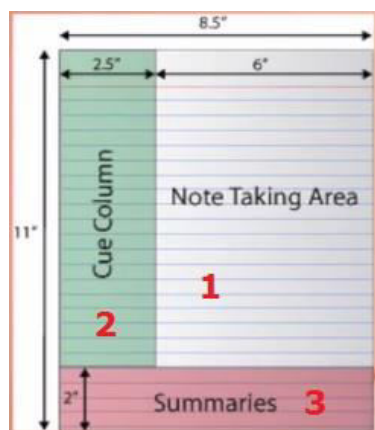 8.5"
2.5" 6"
Cue Column
Note Taking Area
11"
1
2
2"
Summaries 3